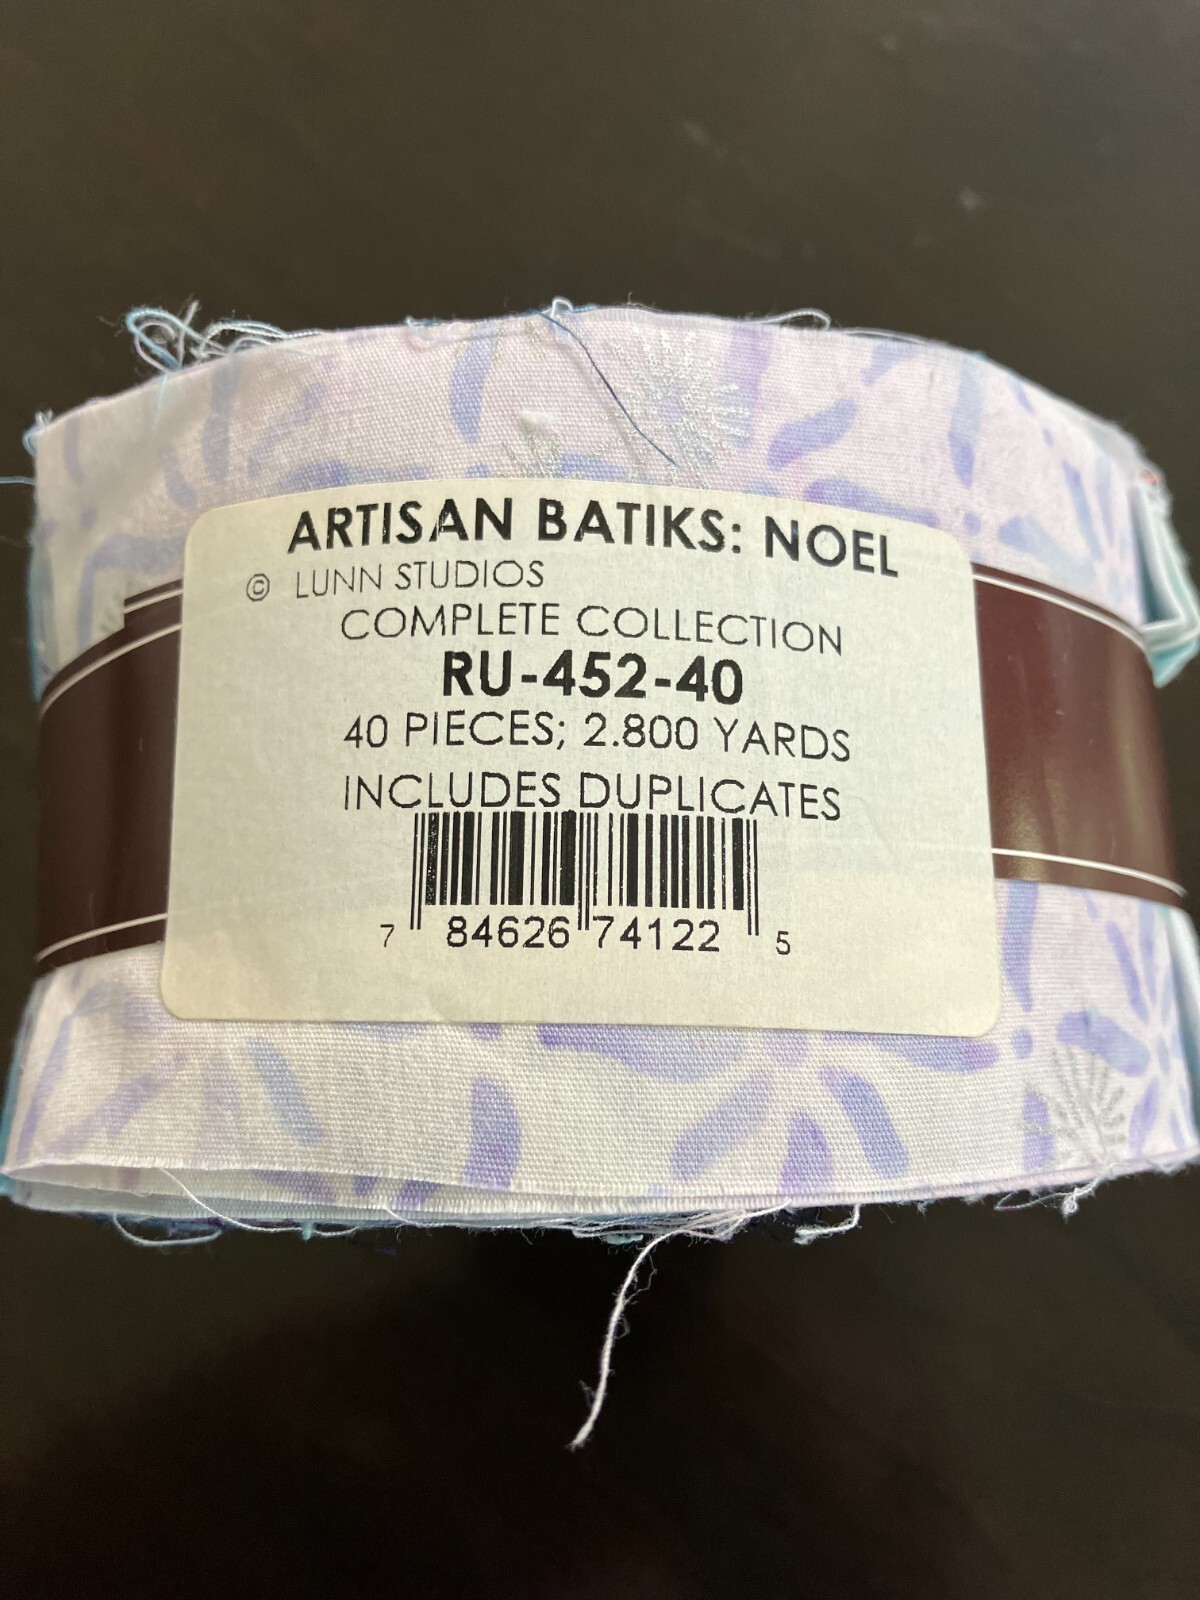 ARTISAN BATIKS: NOEL
© LUNN STUDIOS
COMPLETE COLLECTION
RU-452-40
40 PIECES; 2.800 YARDS
INCLUDES DUPLICATES
7 84626 74122 5